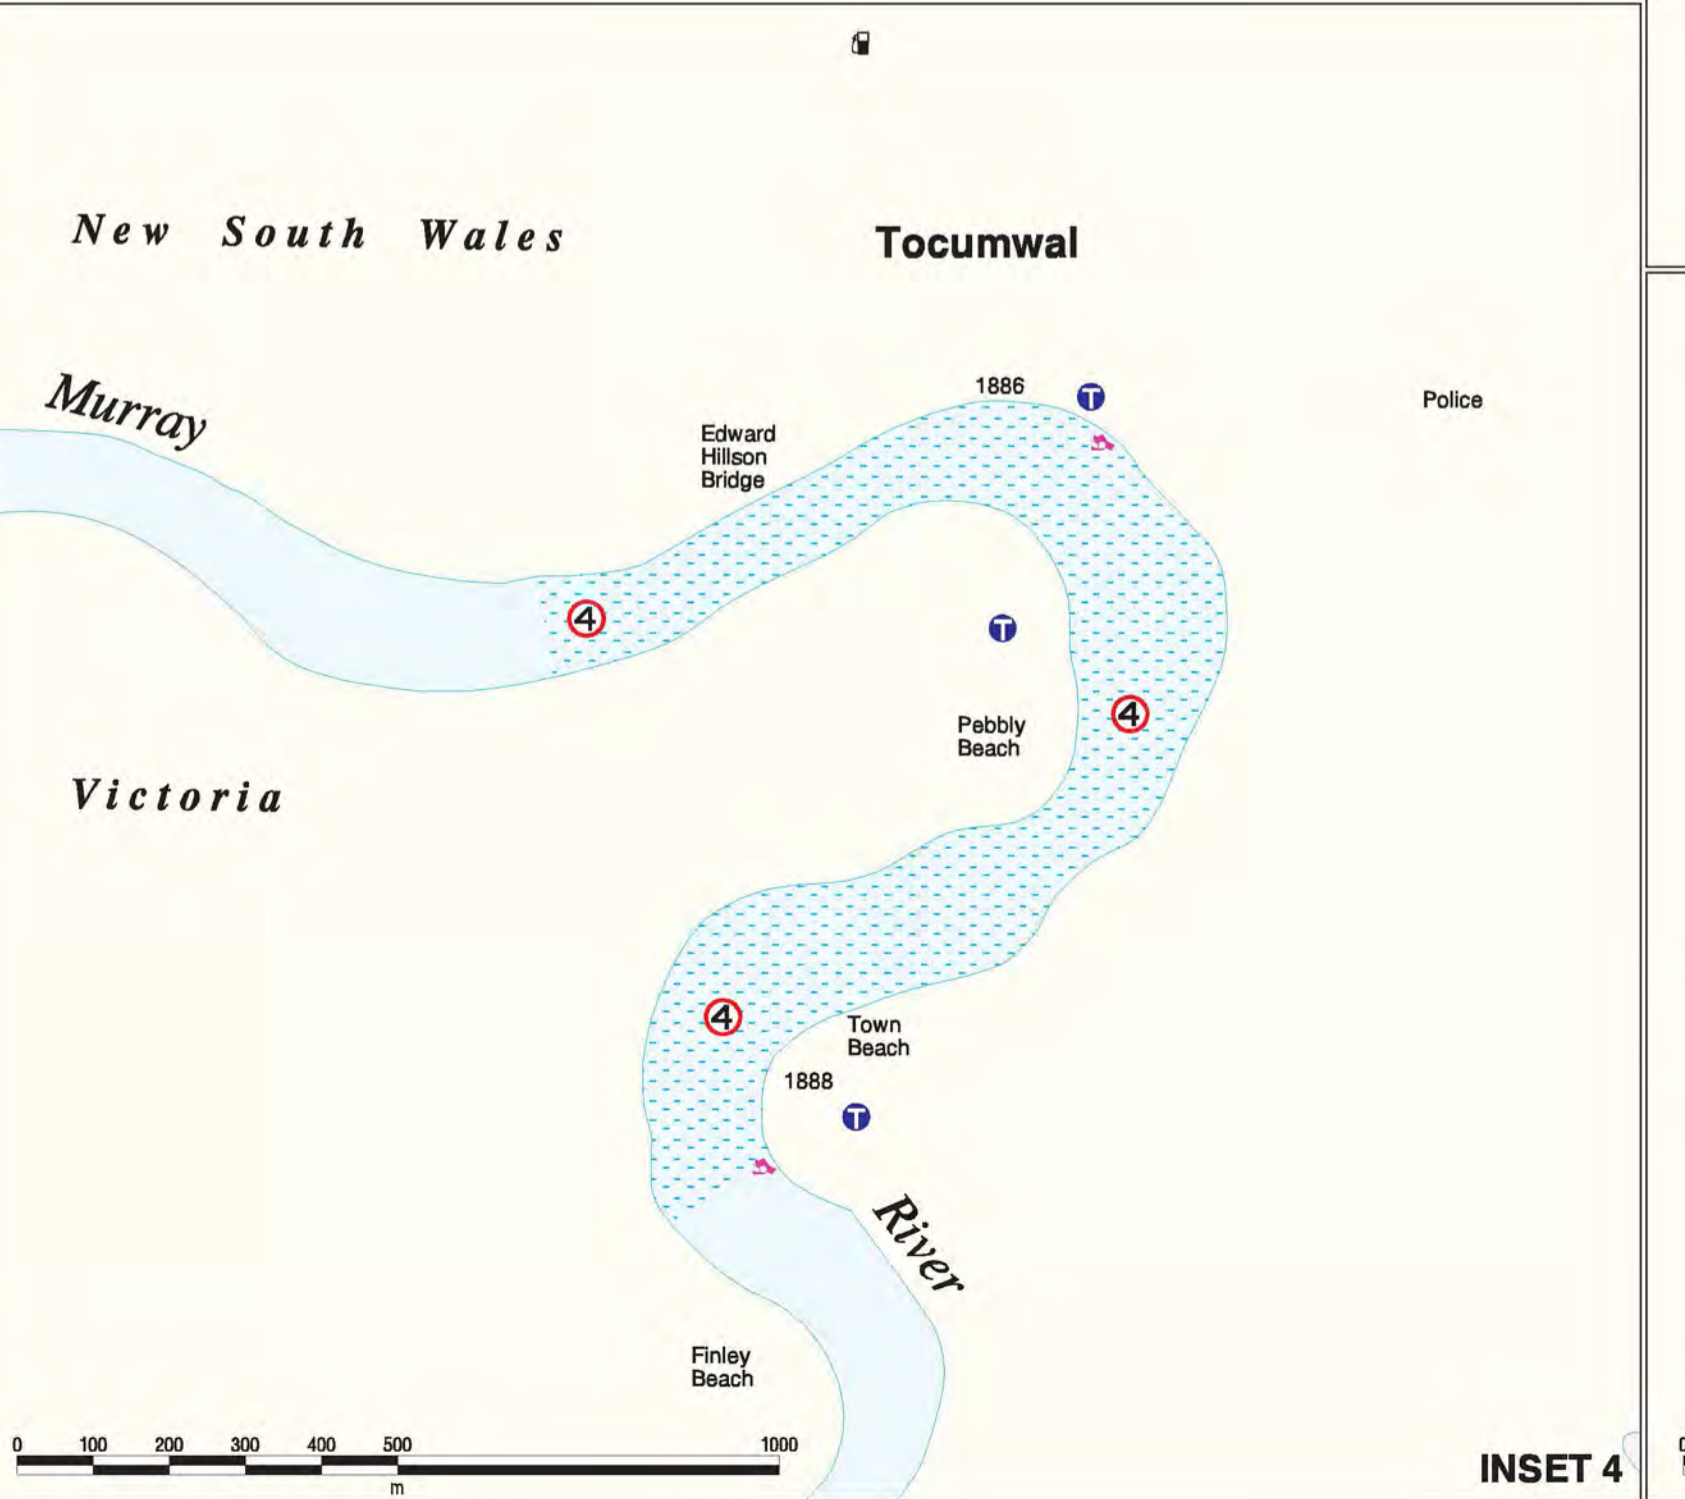 New South Wales
Tocumwal
Murray
1886
T
Police
Edward
Hillson
Bridge
4
T
4
Pebbly
Beach
Victoria
4
Town
Beach
1888
T
River
Finley
Beach
0 100 200 300 400 500 1000
m
INSET 4